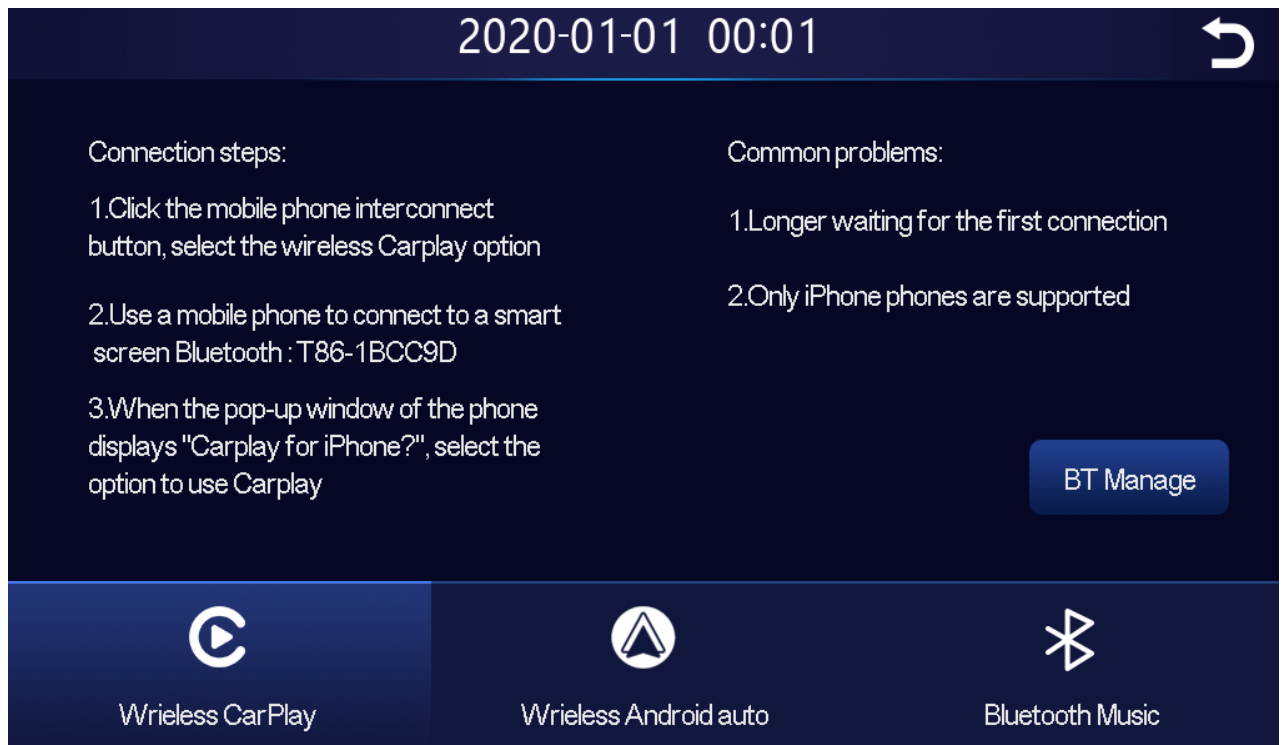 2020-01-01 00:01
Connection steps:
1.Click the mobile phone interconnect
button, select the wireless Carplay option
2.Use a mobile phone to connect to a smart
screen Bluetooth : T86-1BCC9D
3.When the pop-up window of the phone
displays "Carplay for iPhone?", select the
option to use Carplay
Common problems:
1.Longer waiting for the first connection
2.Only iPhone phones are supported
BT Manage
Wrieless CarPlay
Wrieless Android auto
Bluetooth Music